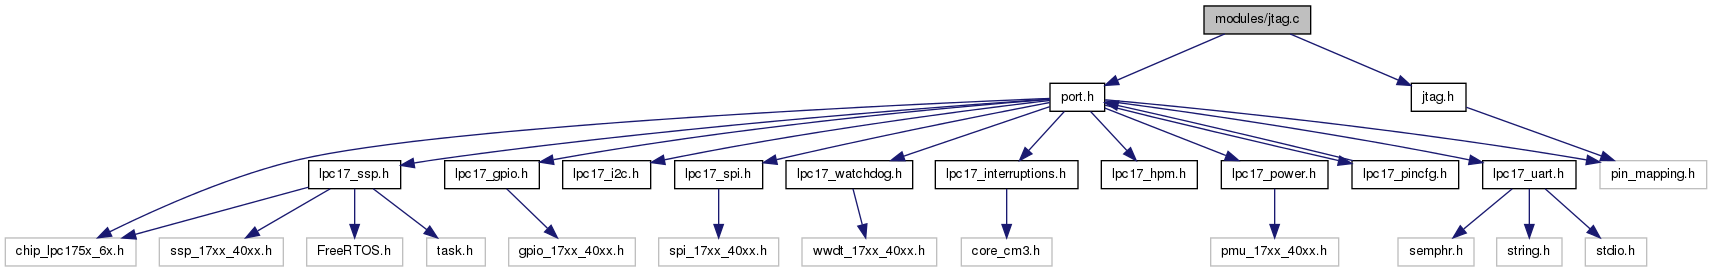 modules/jtag.c
port.h
jtag.h
lpc17_ssp.h
lpc17_gpio.h
lpc17_i2c.h
lpc17_spi.h
lpc17_watchdog.h
lpc17_interruptions.h
lpc17_hpm.h
lpc17_power.h
lpc17_pincfg.h
lpc17_uart.h
pin_mapping.h
chip_lpc175x_6x.h
ssp_17xx_40xx.h
FreeRTOS.h
task.h
gpio_17xx_40xx.h
spi_17xx_40xx.h
wwdt_17xx_40xx.h
core_cm3.h
pmu_17xx_40xx.h
semphr.h
string.h
stdio.h